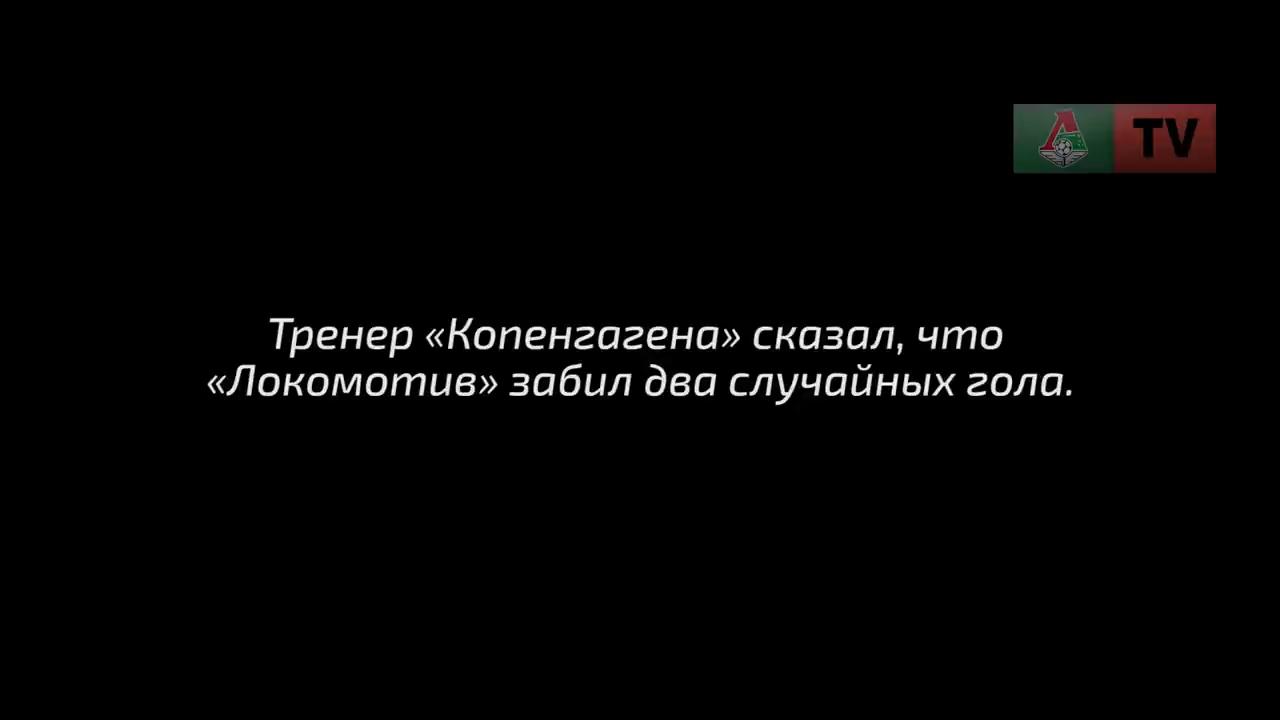 TV
Тренер «Копенгагена» сказал, что
«Локомотив» забил два случайных гола.